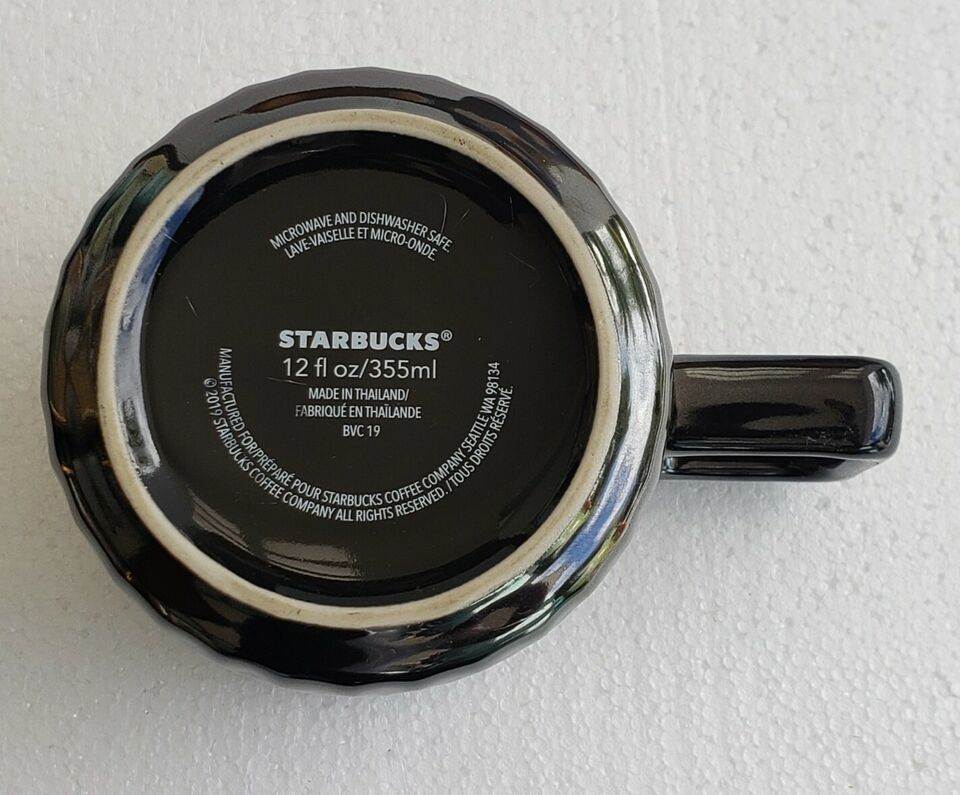 MICROWAVE AND DISHWASHER SAFE.
LAVE-VAISELLE ET MICRO-ONDE.
STARBUCKS®
12 fl oz/355ml
MADE IN THAILAND/
FABRIQUÉ EN THAÏLANDE
BVC 19
MANUFACTURED FOR/PRÉPARÉ POUR STARBUCKS COFFEE COMPANY SEATTLE WA 98134
© 2019 STARBUCKS COFFEE COMPANY ALL RIGHTS RESERVED. / TOUS DROITS RÉSERVÉ.